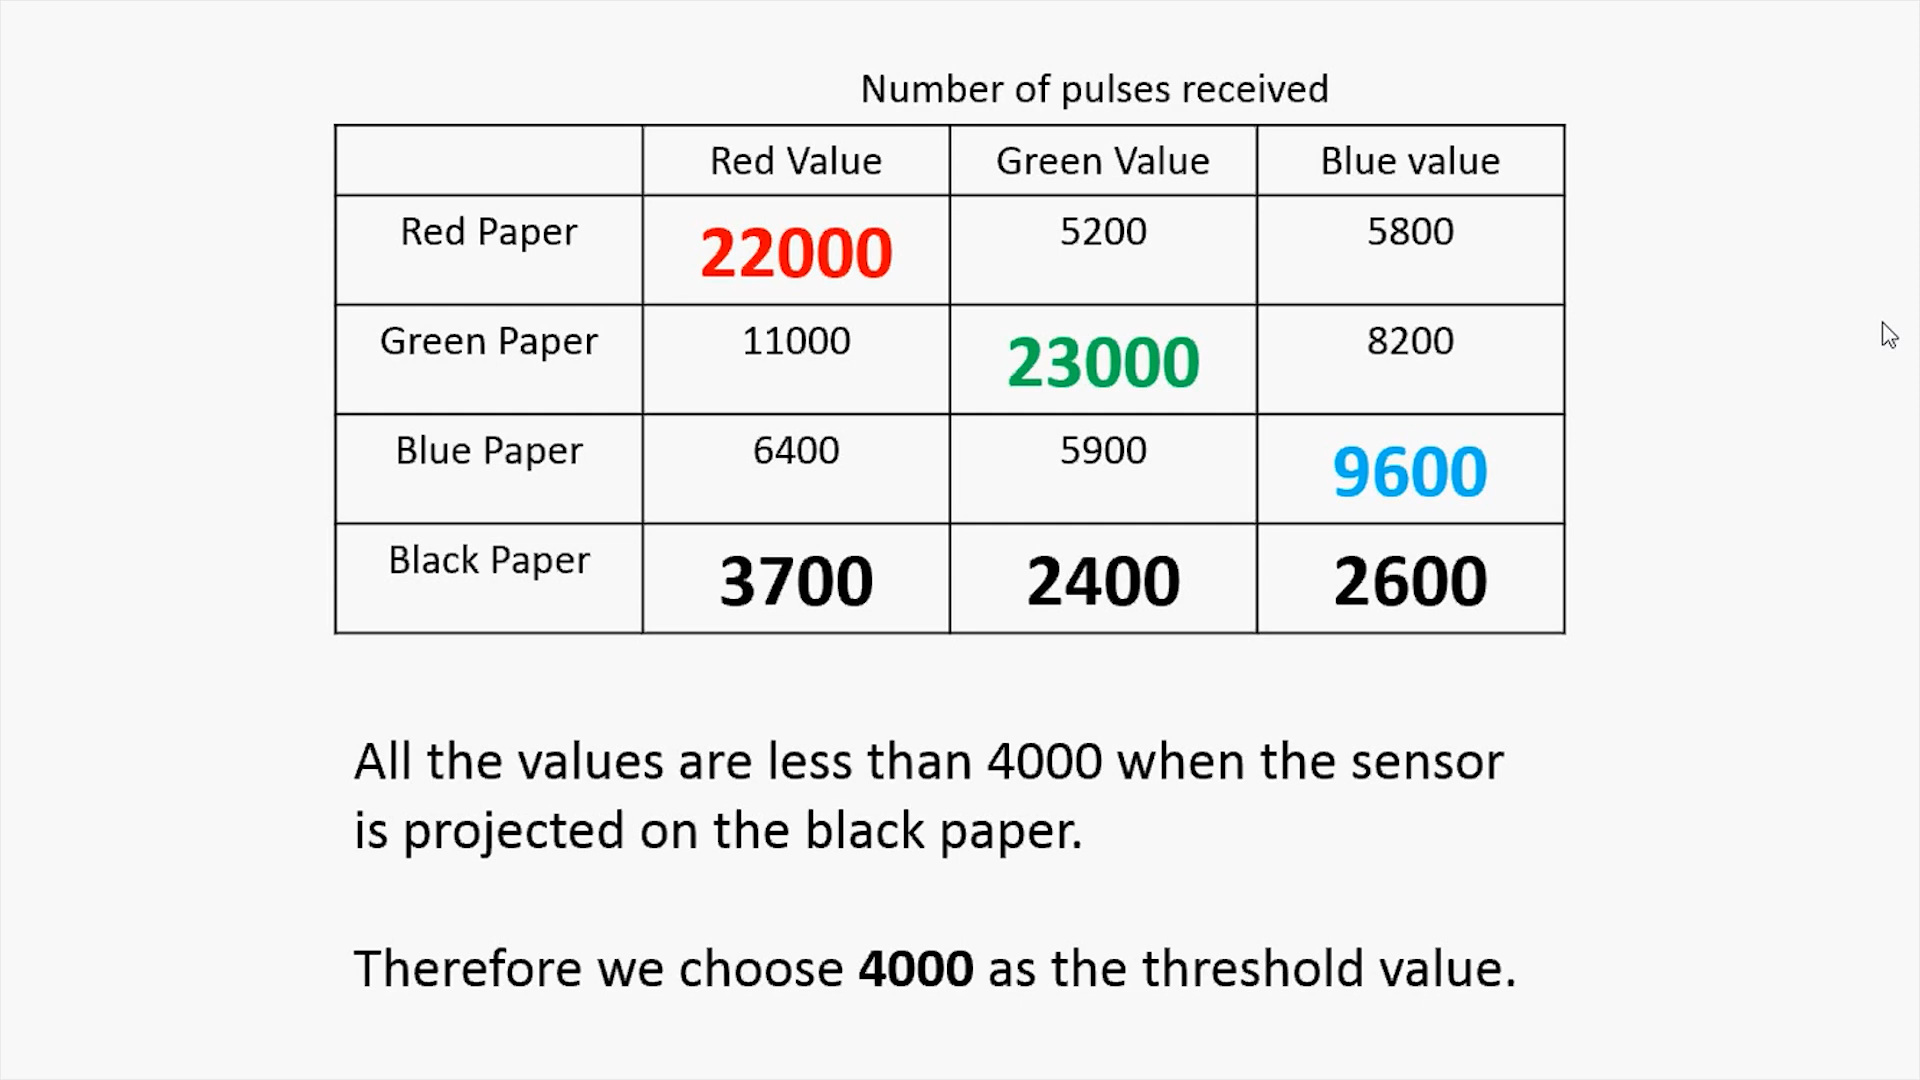 Number of pulses received
Red Value Green Value Blue value
Red Paper 22000 5200 5800
Green Paper 11000 23000 8200
Blue Paper 6400 5900 9600
Black Paper 3700 2400 2600
All the values are less than 4000 when the sensor
is projected on the black paper.
Therefore we choose 4000 as the threshold value.